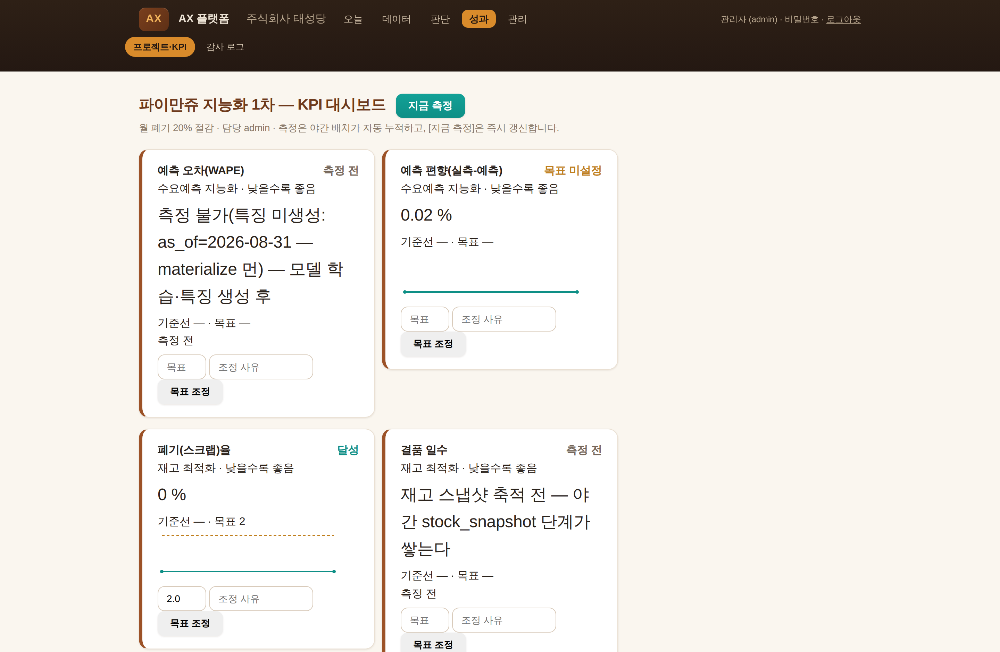 AX AX 플랫폼 주식회사 태성당 오늘 데이터 판단 성과 관리 관리자 (admin) · 비밀번호 · 로그아웃
프로젝트·KPI 감사 로그
파이만쥬 지능화 1차 — KPI 대시보드 지금 측정
월 폐기 20% 절감 · 담당 admin · 측정은 야간 배치가 자동 누적하고, [지금 측정]은 즉시 갱신합니다.
예측 오차(WAPE) 측정 전
수요예측 지능화 · 낮을수록 좋음
측정 불가(특징 미생성:
as_of=2026-08-31 —
materialize 먼) — 모델 학
습·특징 생성 후
기준선 — · 목표 —
측정 전
목표 조정 사유
목표 조정
예측 편향(실측-예측) 목표 미설정
수요예측 지능화 · 낮을수록 좋음
0.02 %
기준선 — · 목표 —
목표 조정 사유
목표 조정
폐기(스크랩)율 달성
재고 최적화 · 낮을수록 좋음
0 %
기준선 — · 목표 2
2.0 조정 사유
목표 조정
결품 일수 측정 전
재고 최적화 · 낮을수록 좋음
재고 스냅샷 축적 전 — 야
간 stock_snapshot 단계가
쌓는다
기준선 — · 목표 —
측정 전
목표 조정 사유
목표 조정